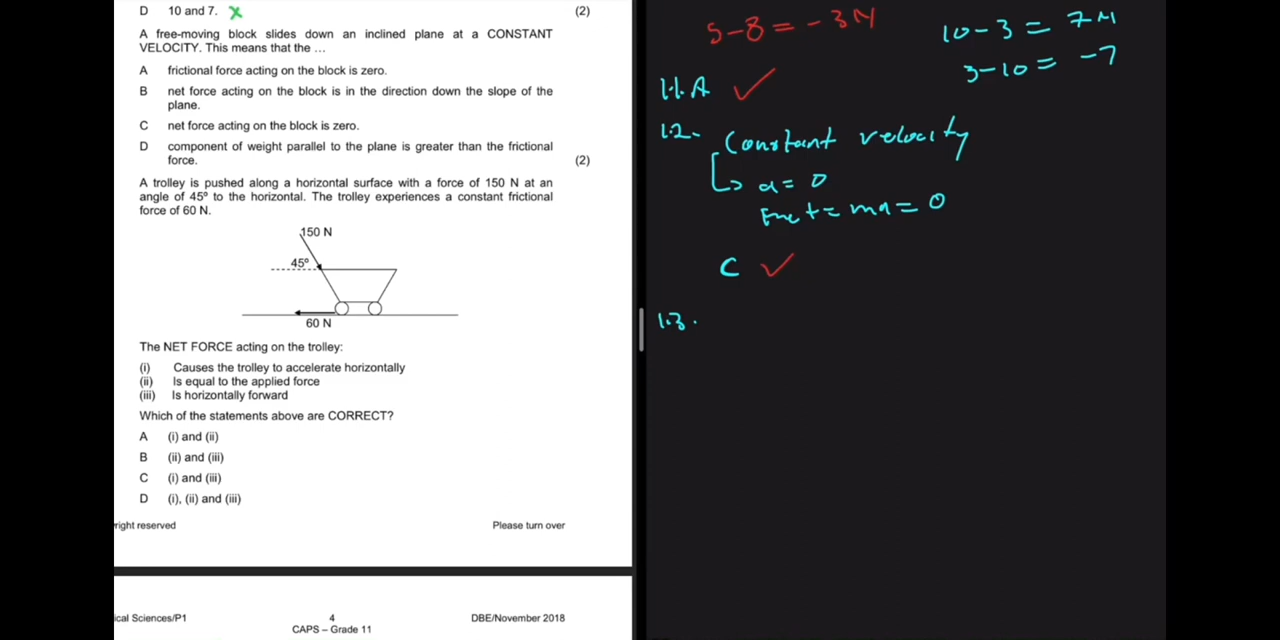 D 10 and 7. x (2)
A free-moving block slides down an inclined plane at a CONSTANT
VELOCITY. This means that the …
A frictional force acting on the block is zero.
B net force acting on the block is in the direction down the slope of the
plane.
C net force acting on the block is zero.
D component of weight parallel to the plane is greater than the frictional
force. (2)
A trolley is pushed along a horizontal surface with a force of 150 N at an
angle of 45º to the horizontal. The trolley experiences a constant frictional
force of 60 N.
150 N
45º
60 N
The NET FORCE acting on the trolley:
(i) Causes the trolley to accelerate horizontally
(ii) Is equal to the applied force
(iii) Is horizontally forward
Which of the statements above are CORRECT?
A (i) and (ii)
B (ii) and (iii)
C (i) and (iii)
D (i), (ii) and (iii)
right reserved Please turn over
ical Sciences/P1 4 DBE/November 2018
CAPS – Grade 11
5-8 = -3N
10-3 = 7N
3-10 = -7
1.1. A ✓
1.2- Constant velocity
↳ a = 0
Fnet = ma = 0
C ✓
1.3.